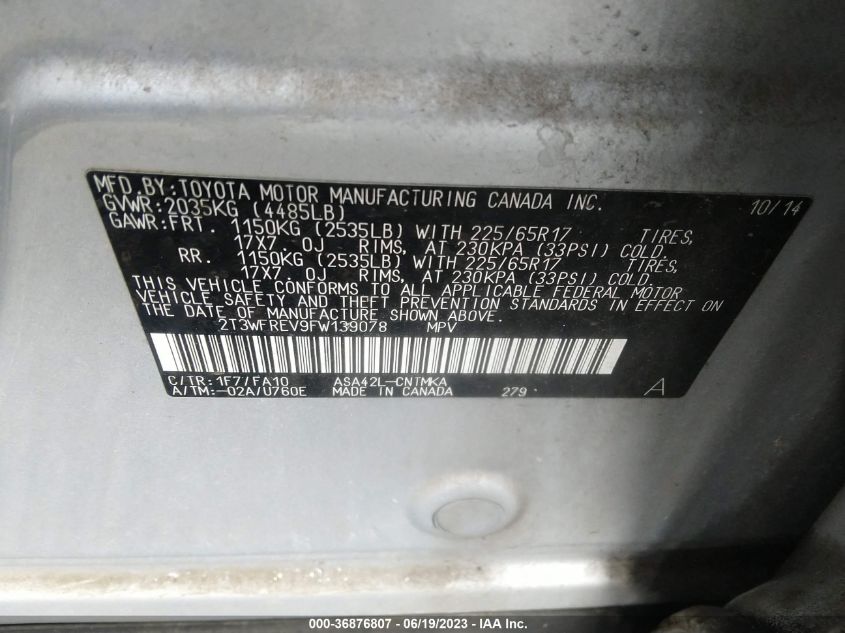 MFD.BY:TOYOTA MOTOR MANUFACTURING CANADA INC. 10/14
GVWR:2035KG (4485LB)
GAWR:FRT. 1150KG (2535LB) WITH 225/65R17 TIRES,
17X7. 0J RIMS, AT 230KPA (33PSI) COLD
RR. 1150KG (2535LB) WITH 225/65R17 TIRES,
17X7. 0J RIMS, AT 230KPA (33PSI) COLD
THIS VEHICLE CONFORMS TO ALL APPLICABLE FEDERAL MOTOR
VEHICLE SAFETY AND THEFT PREVENTION STANDARDS IN EFFECT ON
THE DATE OF MANUFACTURE SHOWN ABOVE.
2T3WFREV9FW139078 MPV
C/TR:1F7/FA10 ASA42L-CNTMKA
A/TM:-02A/U760E MADE IN CANADA 279 A
000-36876807 - 06/19/2023 - IAA Inc.